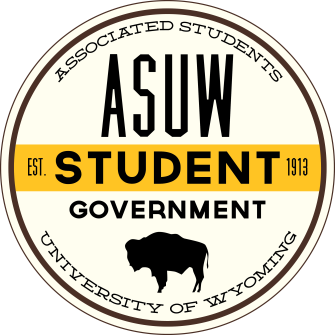 ASSOCIATED STUDENTS
ASUW
EST. STUDENT 1913
GOVERNMENT
UNIVERSITY OF WYOMING